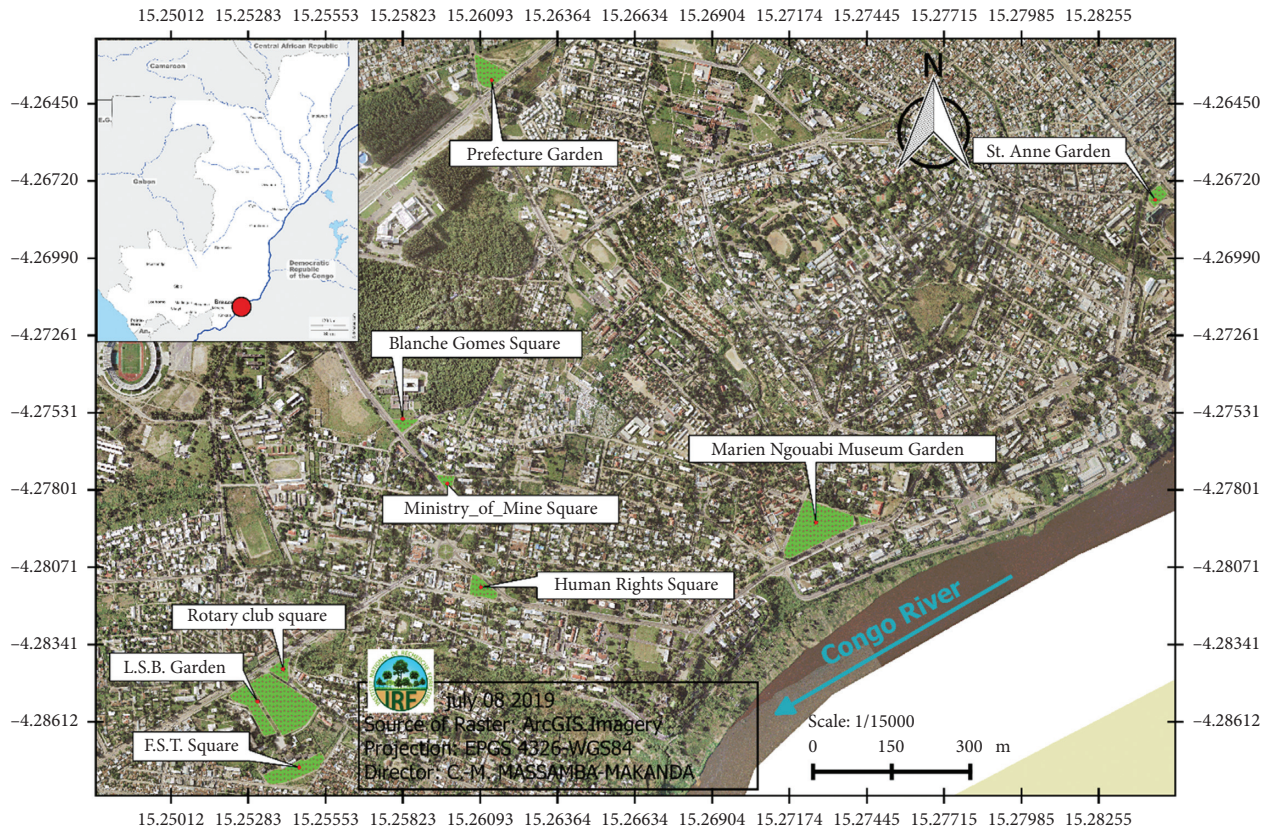 15.25012 15.25283 15.25553 15.25823 15.26093 15.26364 15.26634 15.26904 15.27174 15.27445 15.27715 15.27985 15.28255
Central African Republic
Camaroon
E.G.
Gabon
Democratic
Republic
of the Congo
N
Prefecture Garden
St. Anne Garden
−4.26450 −4.26450
−4.26720 −4.26720
−4.26990 −4.26990
−4.27261 −4.27261
−4.27531 −4.27531
−4.27801 −4.27801
−4.28071 −4.28071
−4.28341 −4.28341
−4.28612 −4.28612
Blanche Gomes Square
Marien Ngouabi Museum Garden
Ministry_of_Mine Square
Human Rights Square
Rotary club square
L.S.B. Garden
F.S.T. Square
Congo River
IRF
july 08 2019
Source of Raster: ArcGIS.Imagery
Projection: EPGS 4326-WGS84
Director: C.-M. MASSAMBA-MAKANDA
Scale: 1/15000
0 150 300 m
15.25012 15.25283 15.25553 15.25823 15.26093 15.26364 15.26634 15.26904 15.27174 15.27445 15.27715 15.27985 15.28255